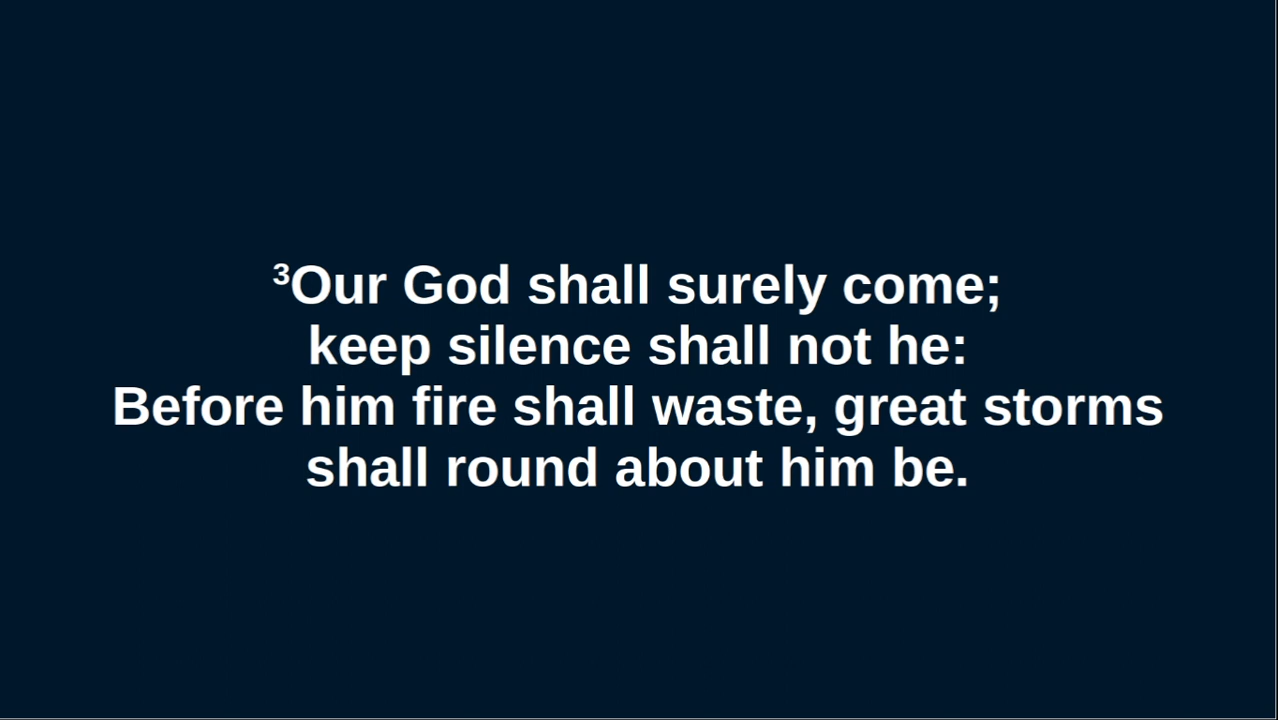 ³Our God shall surely come;
keep silence shall not he:
Before him fire shall waste, great storms
shall round about him be.